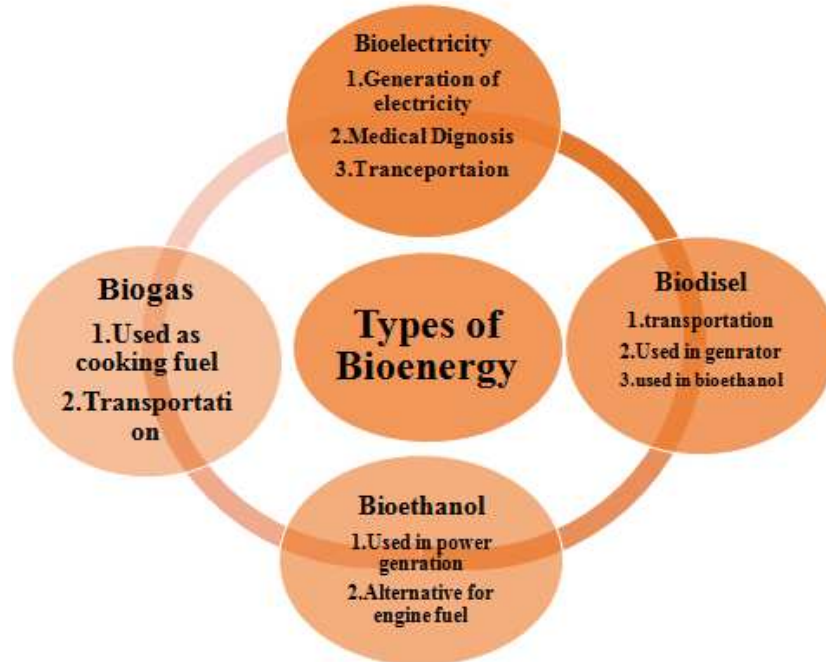 Bioelectricity
1.Generation of
electricity
2.Medical Dignosis
3.Tranceportaion
Biodisel
1.transportation
2.Used in genrator
3.used in bioethanol
Bioethanol
1.Used in power
genration
2.Alternative for
engine fuel
Biogas
1.Used as
cooking fuel
2.Transportati
on
Types of
Bioenergy